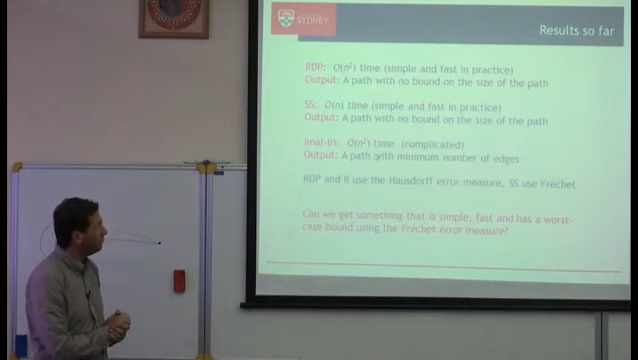 SYDNEY
Results so far
RDP: O(n²) time (simple and fast in practice)
Output: A path with no bound on the size of the path
SS: O(n) time (simple and fast in practice)
Output: A path with no bound on the size of the path
Imai-Iri: O(n²) time (complicated)
Output: A path with minimum number of edges
RDP and II use the Hausdorff error measure, SS use Fréchet
Can we get something that is simple, fast and has a worst-
case bound using the Fréchet error measure?